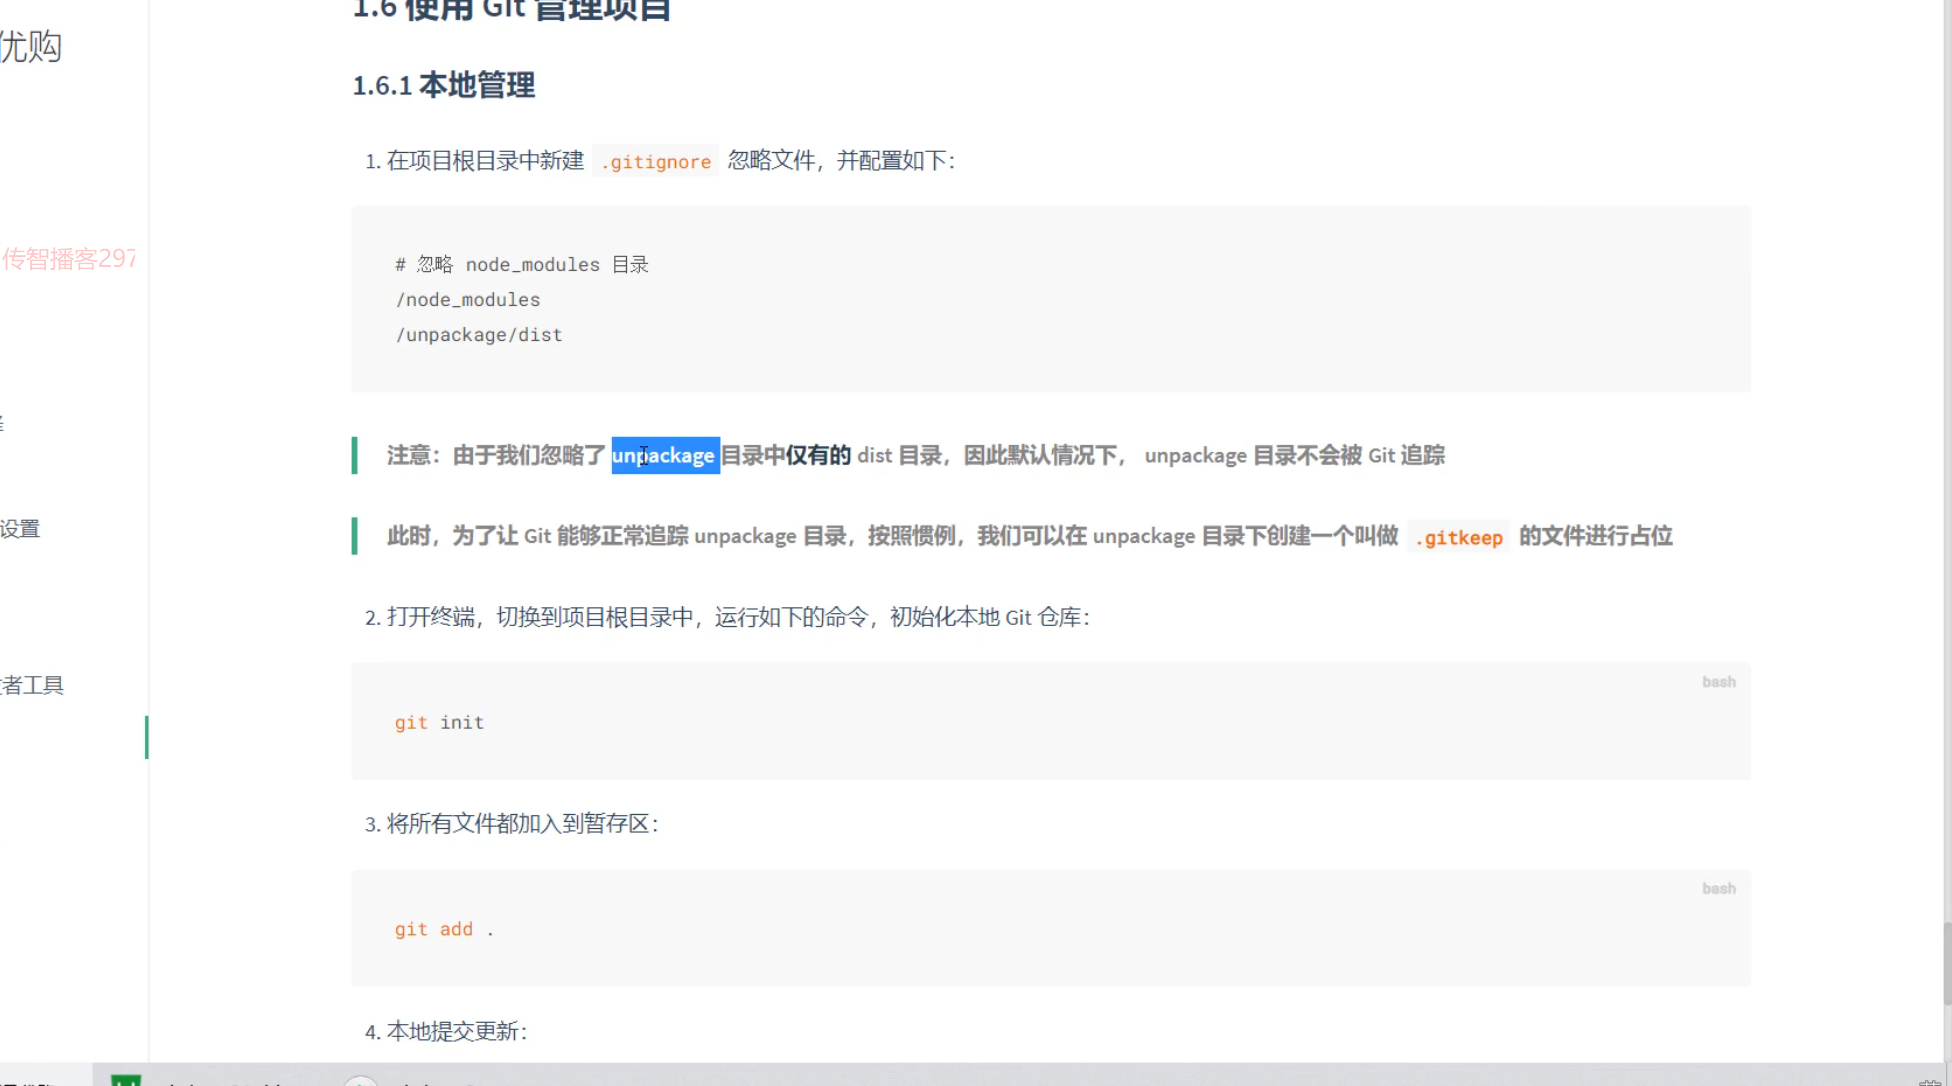 1.6 使用 Git 管理项目
优购
1.6.1 本地管理
1. 在项目根目录中新建 .gitignore 忽略文件，并配置如下：
传智播客297
# 忽略 node_modules 目录
/node_modules
/unpackage/dist
注意：由于我们忽略了 unpackage 目录中仅有的 dist 目录，因此默认情况下， unpackage 目录不会被 Git 追踪
设置
此时，为了让 Git 能够正常追踪 unpackage 目录，按照惯例，我们可以在 unpackage 目录下创建一个叫做 .gitkeep 的文件进行占位
2. 打开终端，切换到项目根目录中，运行如下的命令，初始化本地 Git 仓库：
者工具
bash
git init
3. 将所有文件都加入到暂存区：
bash
git add .
4. 本地提交更新：